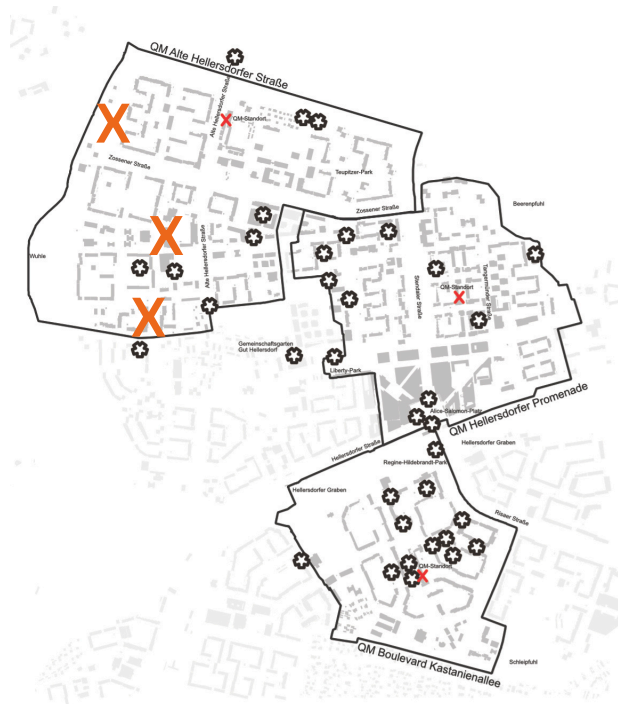 QM Alte Hellersdorfer Straße
Alte Hellersdorfer Straße
QM-Standort
Zossener Straße
Teupitzer-Park
Zossener Straße
Beerenpfuhl
Wuhle
Alte Hellersdorfer Straße
Stendaler Straße
Tangermünder Straße
QM-Standort
Gemeinschaftsgarten
Gut Hellersdorf
Liberty-Park
Alice-Salomon-Platz
QM Hellersdorfer Promenade
Hellersdorfer Straße
Hellersdorfer Graben
Regine-Hildebrandt-Park
Hellersdorfer Graben
Risaer Straße
QM-Standort
QM Boulevard Kastanienallee
Schleipfuhl